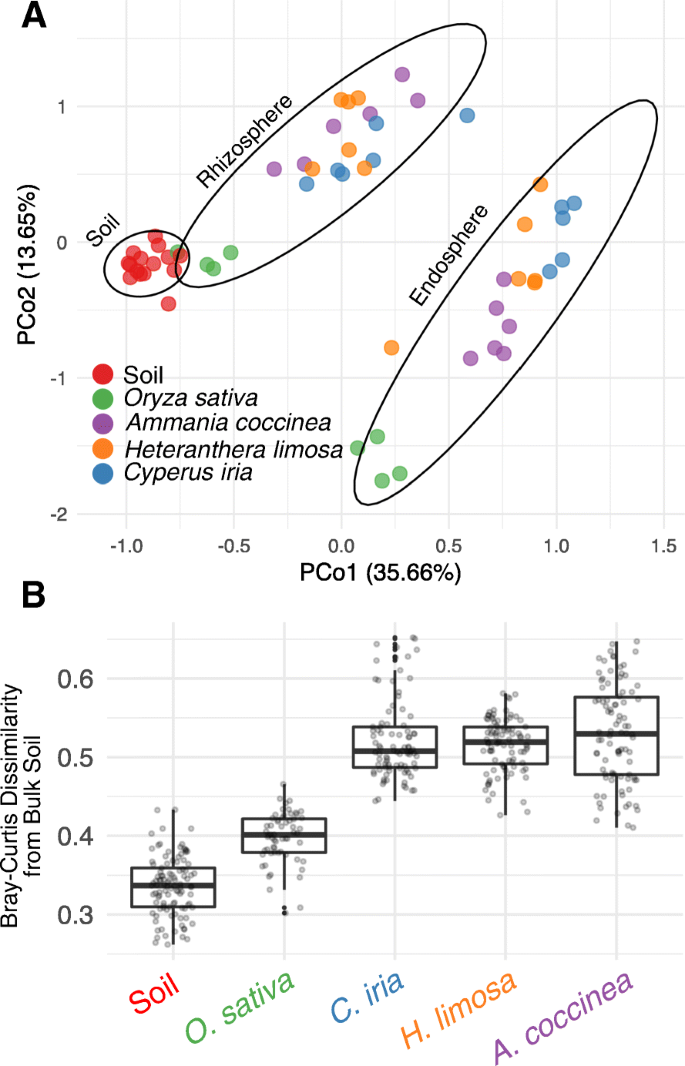 A
PCo2 (13.65%)
1
0
-1
-2
Rhizosphere
Soil
Endosphere
Soil
Oryza sativa
Ammania coccinea
Heteranthera limosa
Cyperus iria
-1.0 -0.5 0.0 0.5 1.0 1.5
PCo1 (35.66%)
B
Bray-Curtis Dissimilarity
from Bulk Soil
0.6
0.5
0.4
0.3
Soil
O. sativa
C. iria
H. limosa
A. coccinea